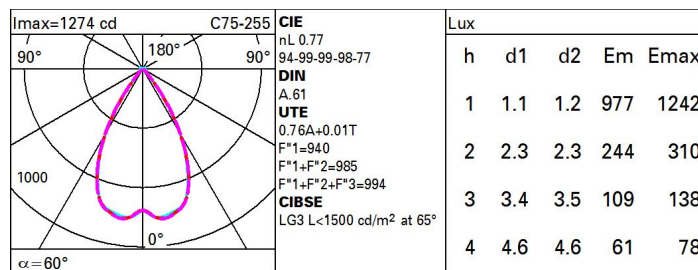 Imax=1274 cd C75-255
90° 180° 90°
1000
0°
α=60°
CIE
nL 0.77
94-99-99-98-77
DIN
A.61
UTE
0.76A+0.01T
F"1=940
F"1+F"2=985
F"1+F"2+F"3=994
CIBSE
LG3 L<1500 cd/m² at 65°
Lux
h d1 d2 Em Emax
1 1.1 1.2 977 1242
2 2.3 2.3 244 310
3 3.4 3.5 109 138
4 4.6 4.6 61 78